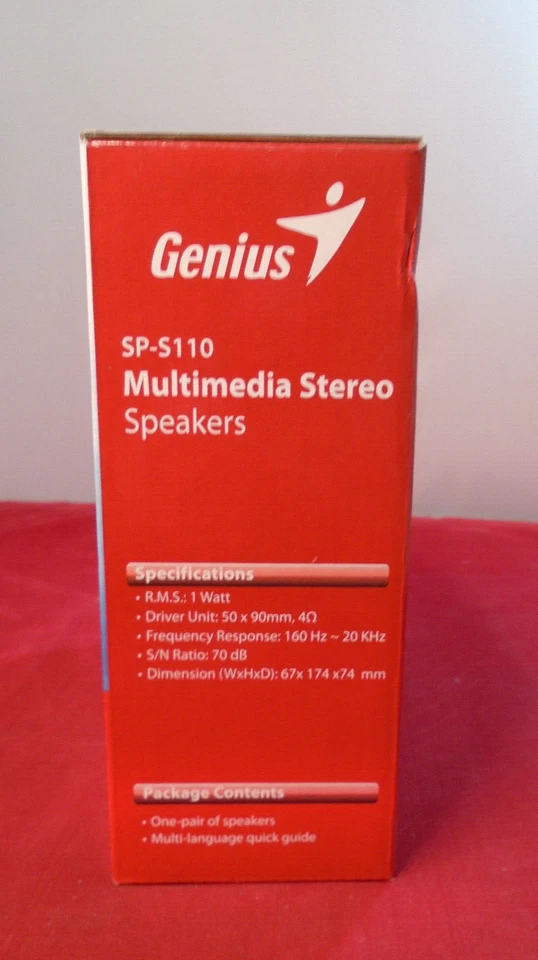 Genius
SP-S110
Multimedia Stereo
Speakers
Specifications
• R.M.S.: 1 Watt
• Driver Unit: 50 x 90mm, 4Ω
• Frequency Response: 160 Hz ~ 20 KHz
• S/N Ratio: 70 dB
• Dimension (WxHxD): 67x 174 x74 mm
Package Contents
• One-pair of speakers
• Multi-language quick guide